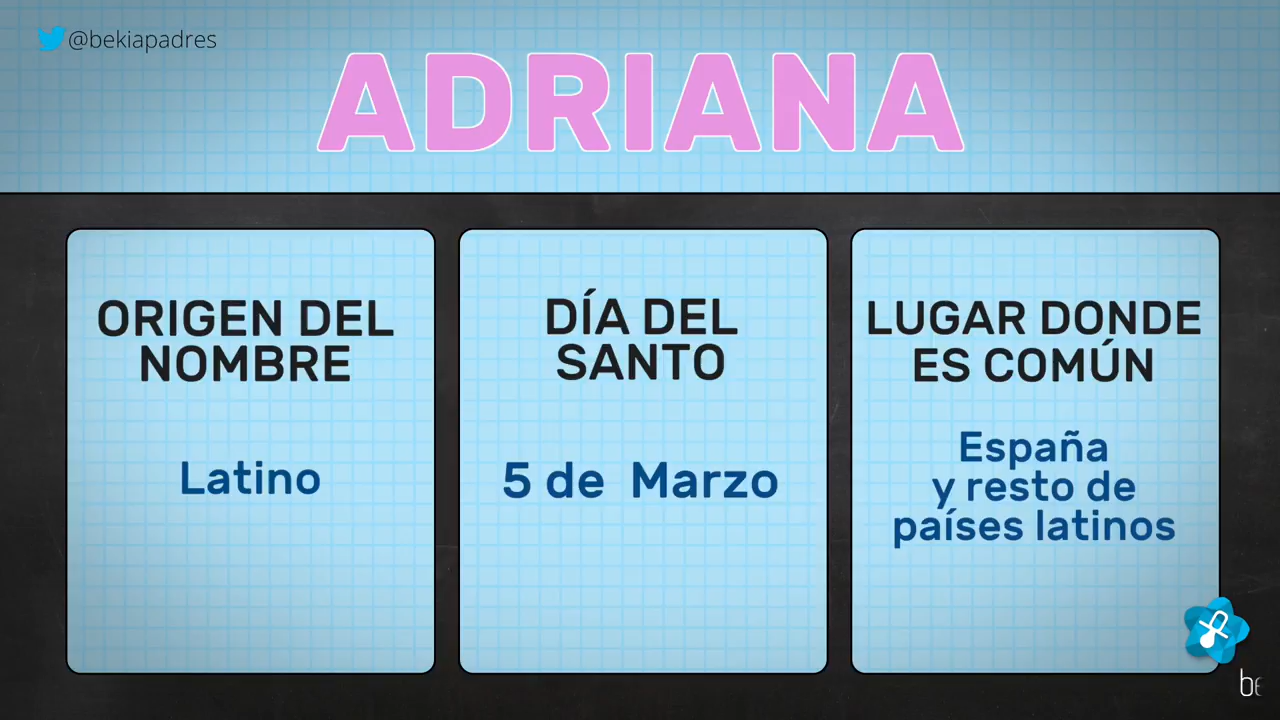 @bekiapadres
ADRIANA
ORIGEN DEL
NOMBRE
Latino
DÍA DEL
SANTO
5 de Marzo
LUGAR DONDE
ES COMÚN
España
y resto de
países latinos